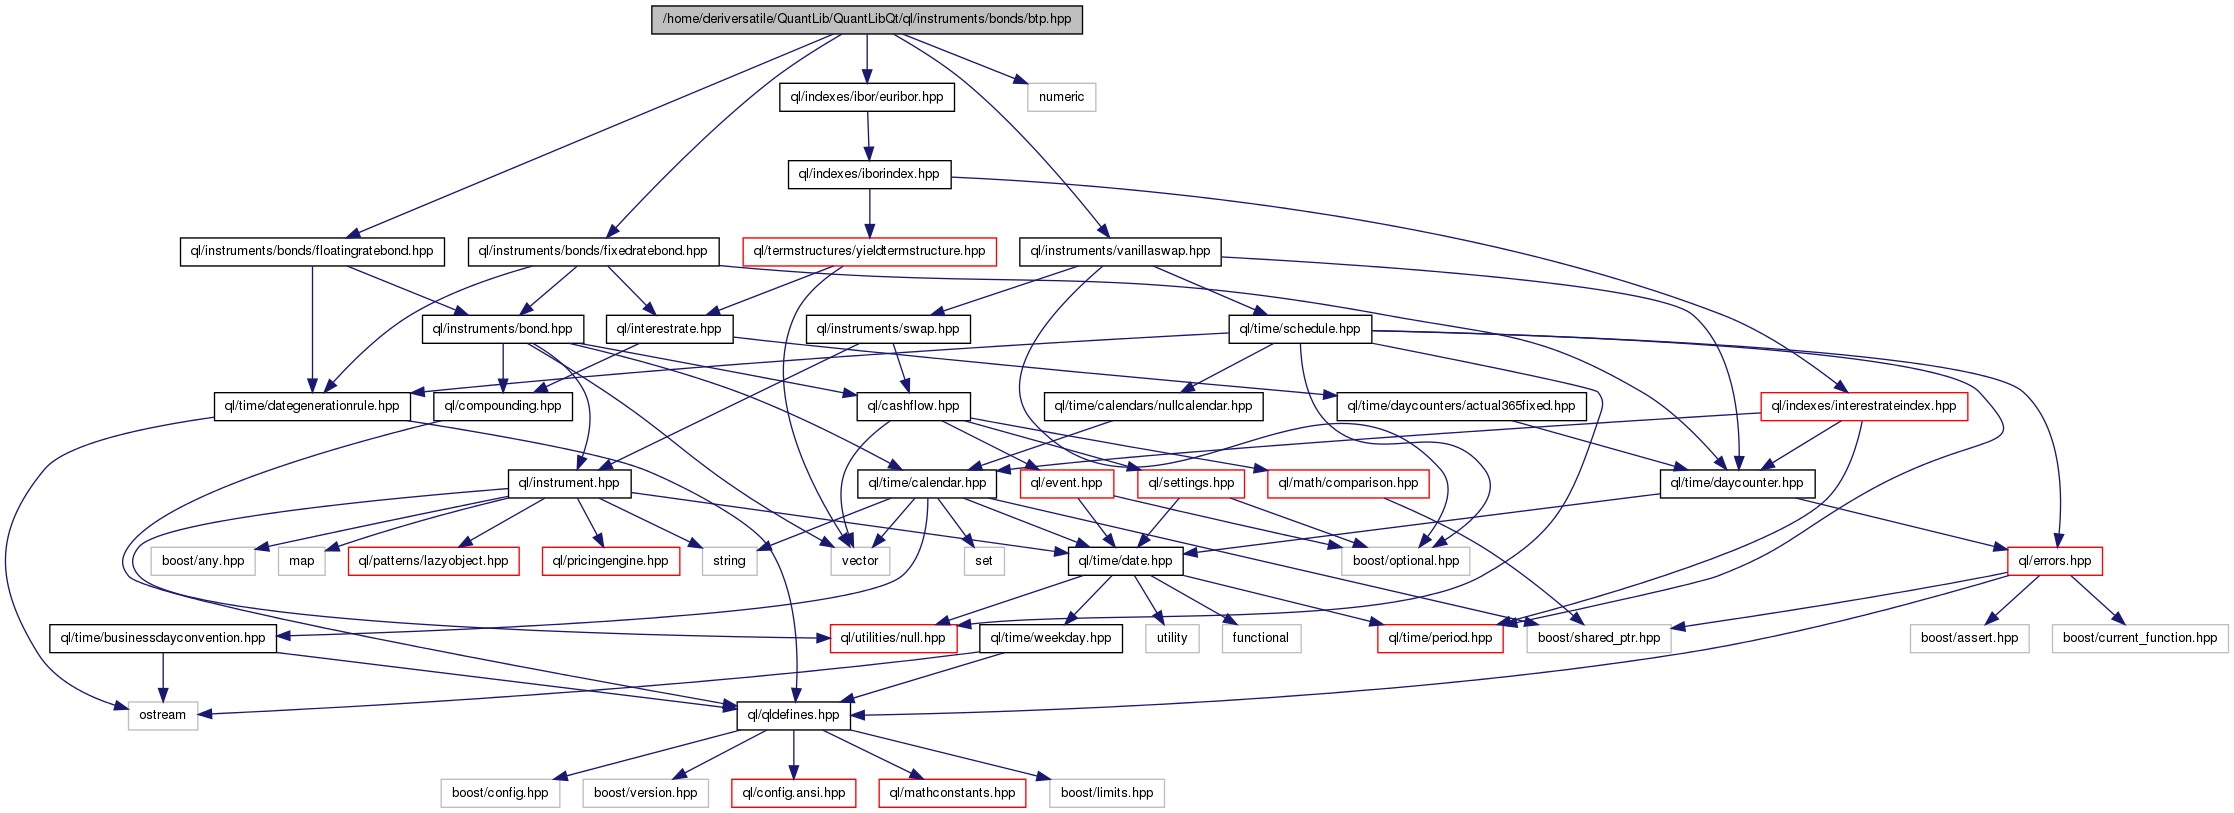 /home/deriversatile/QuantLib/QuantLibQt/ql/instruments/bonds/btp.hpp
ql/indexes/ibor/euribor.hpp
numeric
ql/indexes/iborindex.hpp
ql/instruments/bonds/floatingratebond.hpp
ql/instruments/bonds/fixedratebond.hpp
ql/termstructures/yieldtermstructure.hpp
ql/instruments/vanillaswap.hpp
ql/instruments/bond.hpp
ql/interestrate.hpp
ql/instruments/swap.hpp
ql/time/schedule.hpp
ql/time/dategenerationrule.hpp
ql/compounding.hpp
ql/cashflow.hpp
ql/time/calendars/nullcalendar.hpp
ql/time/daycounters/actual365fixed.hpp
ql/indexes/interestrateindex.hpp
ql/instrument.hpp
ql/time/calendar.hpp
ql/event.hpp
ql/settings.hpp
ql/math/comparison.hpp
ql/time/daycounter.hpp
boost/any.hpp
map
ql/patterns/lazyobject.hpp
ql/pricingengine.hpp
string
vector
set
ql/time/date.hpp
boost/optional.hpp
ql/errors.hpp
ql/time/businessdayconvention.hpp
ql/utilities/null.hpp
ql/time/weekday.hpp
utility
functional
ql/time/period.hpp
boost/shared_ptr.hpp
boost/assert.hpp
boost/current_function.hpp
ostream
ql/qldefines.hpp
boost/config.hpp
boost/version.hpp
ql/config.ansi.hpp
ql/mathconstants.hpp
boost/limits.hpp